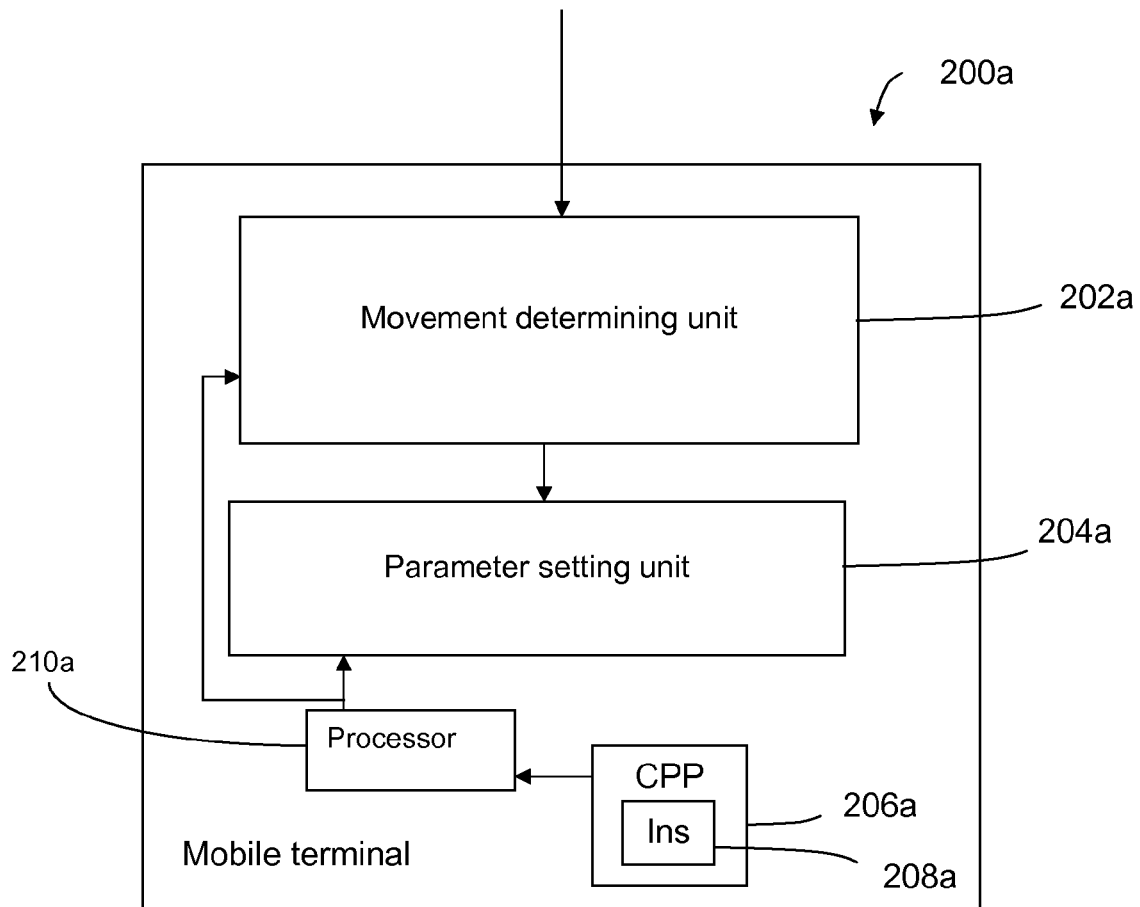 200a
Movement determining unit
202a
Parameter setting unit
204a
210a
Processor
CPP
206a
Ins
208a
Mobile terminal